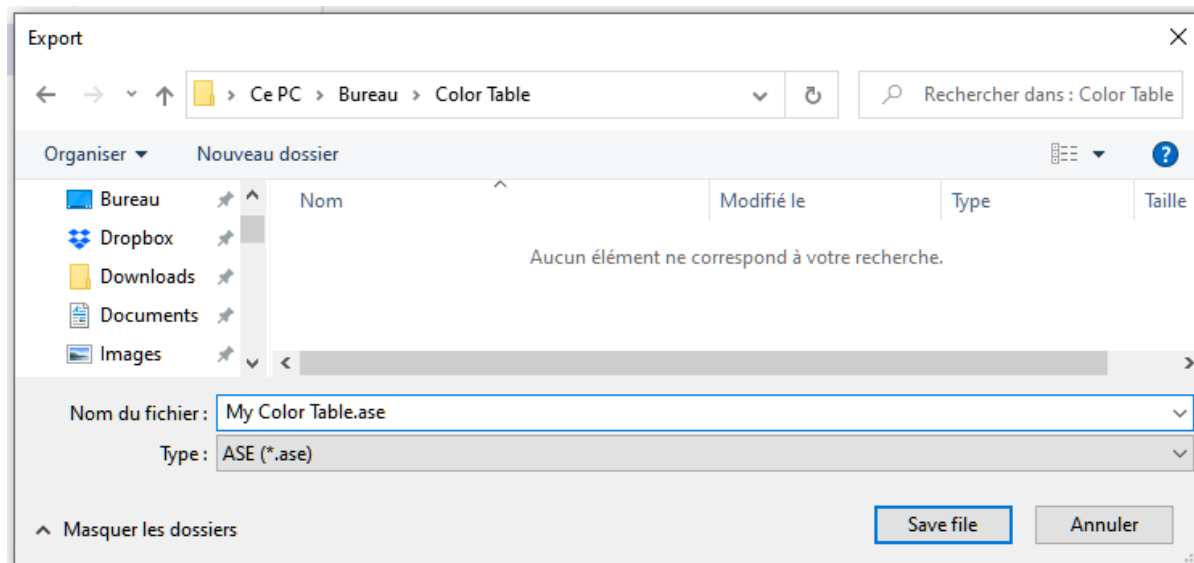 Export
Ce PC > Bureau > Color Table
Rechercher dans : Color Table
Organiser
Nouveau dossier
Bureau
Dropbox
Downloads
Documents
Images
Nom
Modifié le
Type
Taille
Aucun élément ne correspond à votre recherche.
Nom du fichier : My Color Table.ase
Type : ASE (*.ase)
Masquer les dossiers
Save file
Annuler